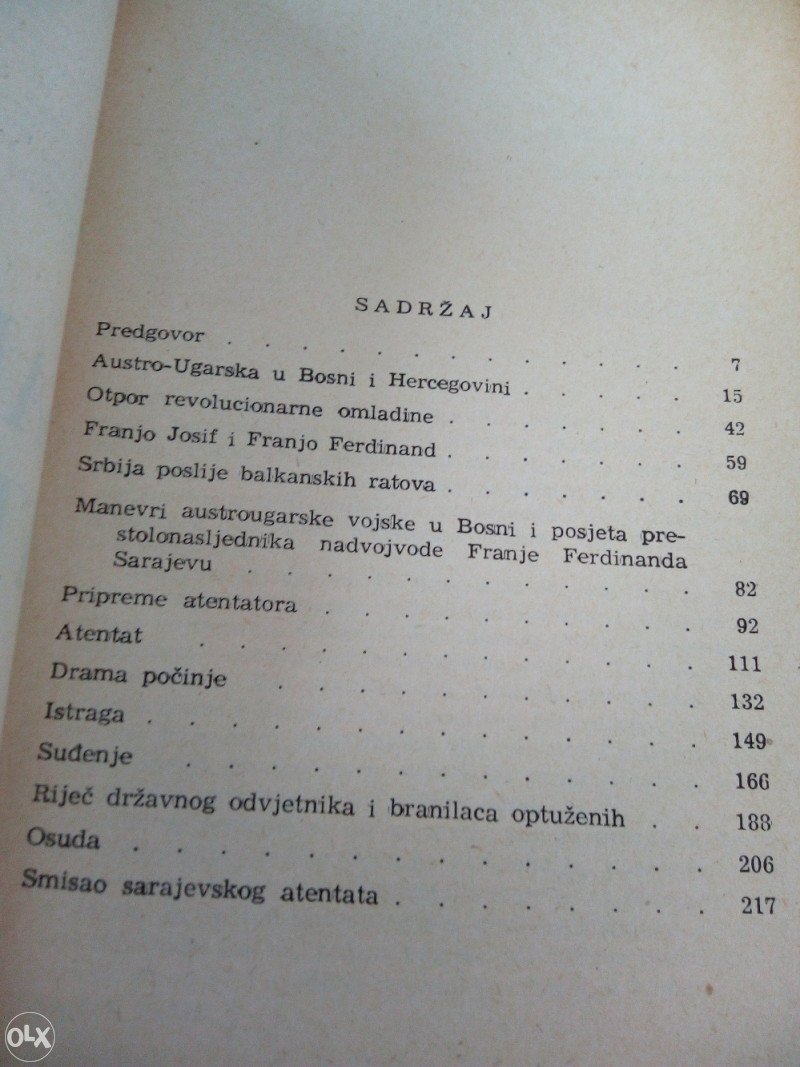 SADRŽAJ
Predgovor . . . . . . . . . . . . . 7
Austro-Ugarska u Bosni i Hercegovini . . . . . 15
Otpor revolucionarne omladine . . . . . . . 42
Franjo Josif i Franjo Ferdinand . . . . . . . 59
Srbija poslije balkanskih ratova . . . . . . . 69
Manevri austrougarske vojske u Bosni i posjeta pre-
stolonasljednika nadvojvode Franje Ferdinanda
Sarajevu . . . . . . . . . . . . . 82
Pripreme atentatora . . . . . . . . . . 92
Atentat . . . . . . . . . . . . . 111
Drama počinje . . . . . . . . . . . 132
Istraga . . . . . . . . . . . . . . 149
Suđenje . . . . . . . . . . . . . 166
Riječ državnog odvjetnika i branilaca optuženih . . 188
Osuda . . . . . . . . . . . . . . 206
Smisao sarajevskog atentata . . . . . . . . 217
OLX